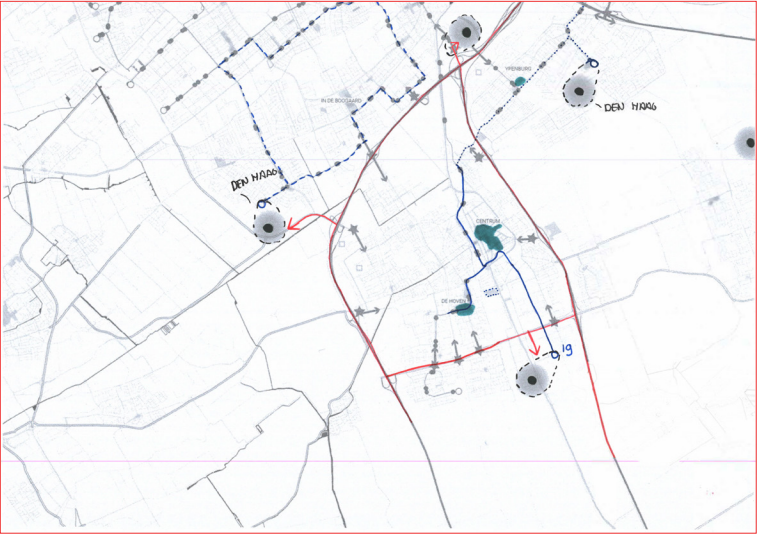 YPENBURG
IN DE BOOGAARD
DEN HAAG
DEN HAAG
CENTRUM
DE HOVEN
19